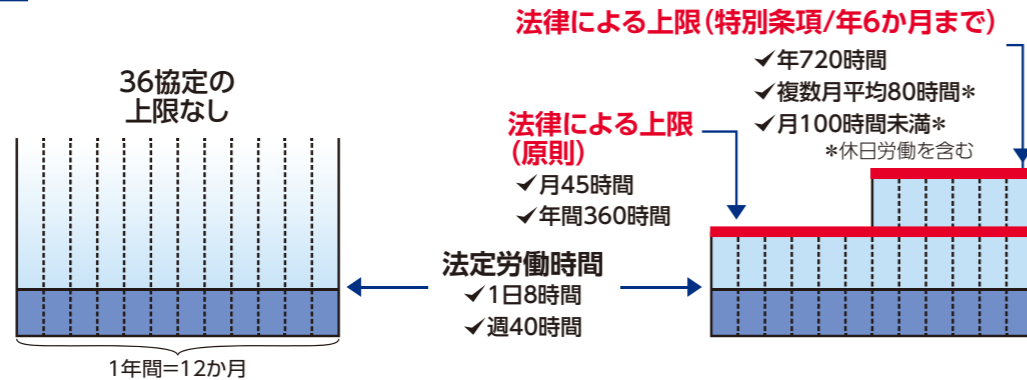 36協定の
上限なし
1年間=12か月
法定労働時間
✓1日8時間
✓週40時間
法律による上限
(原則)
✓月45時間
✓年間360時間
法律による上限(特別条項/年6か月まで)
✓年720時間
✓複数月平均80時間*
✓月100時間未満*
*休日労働を含む